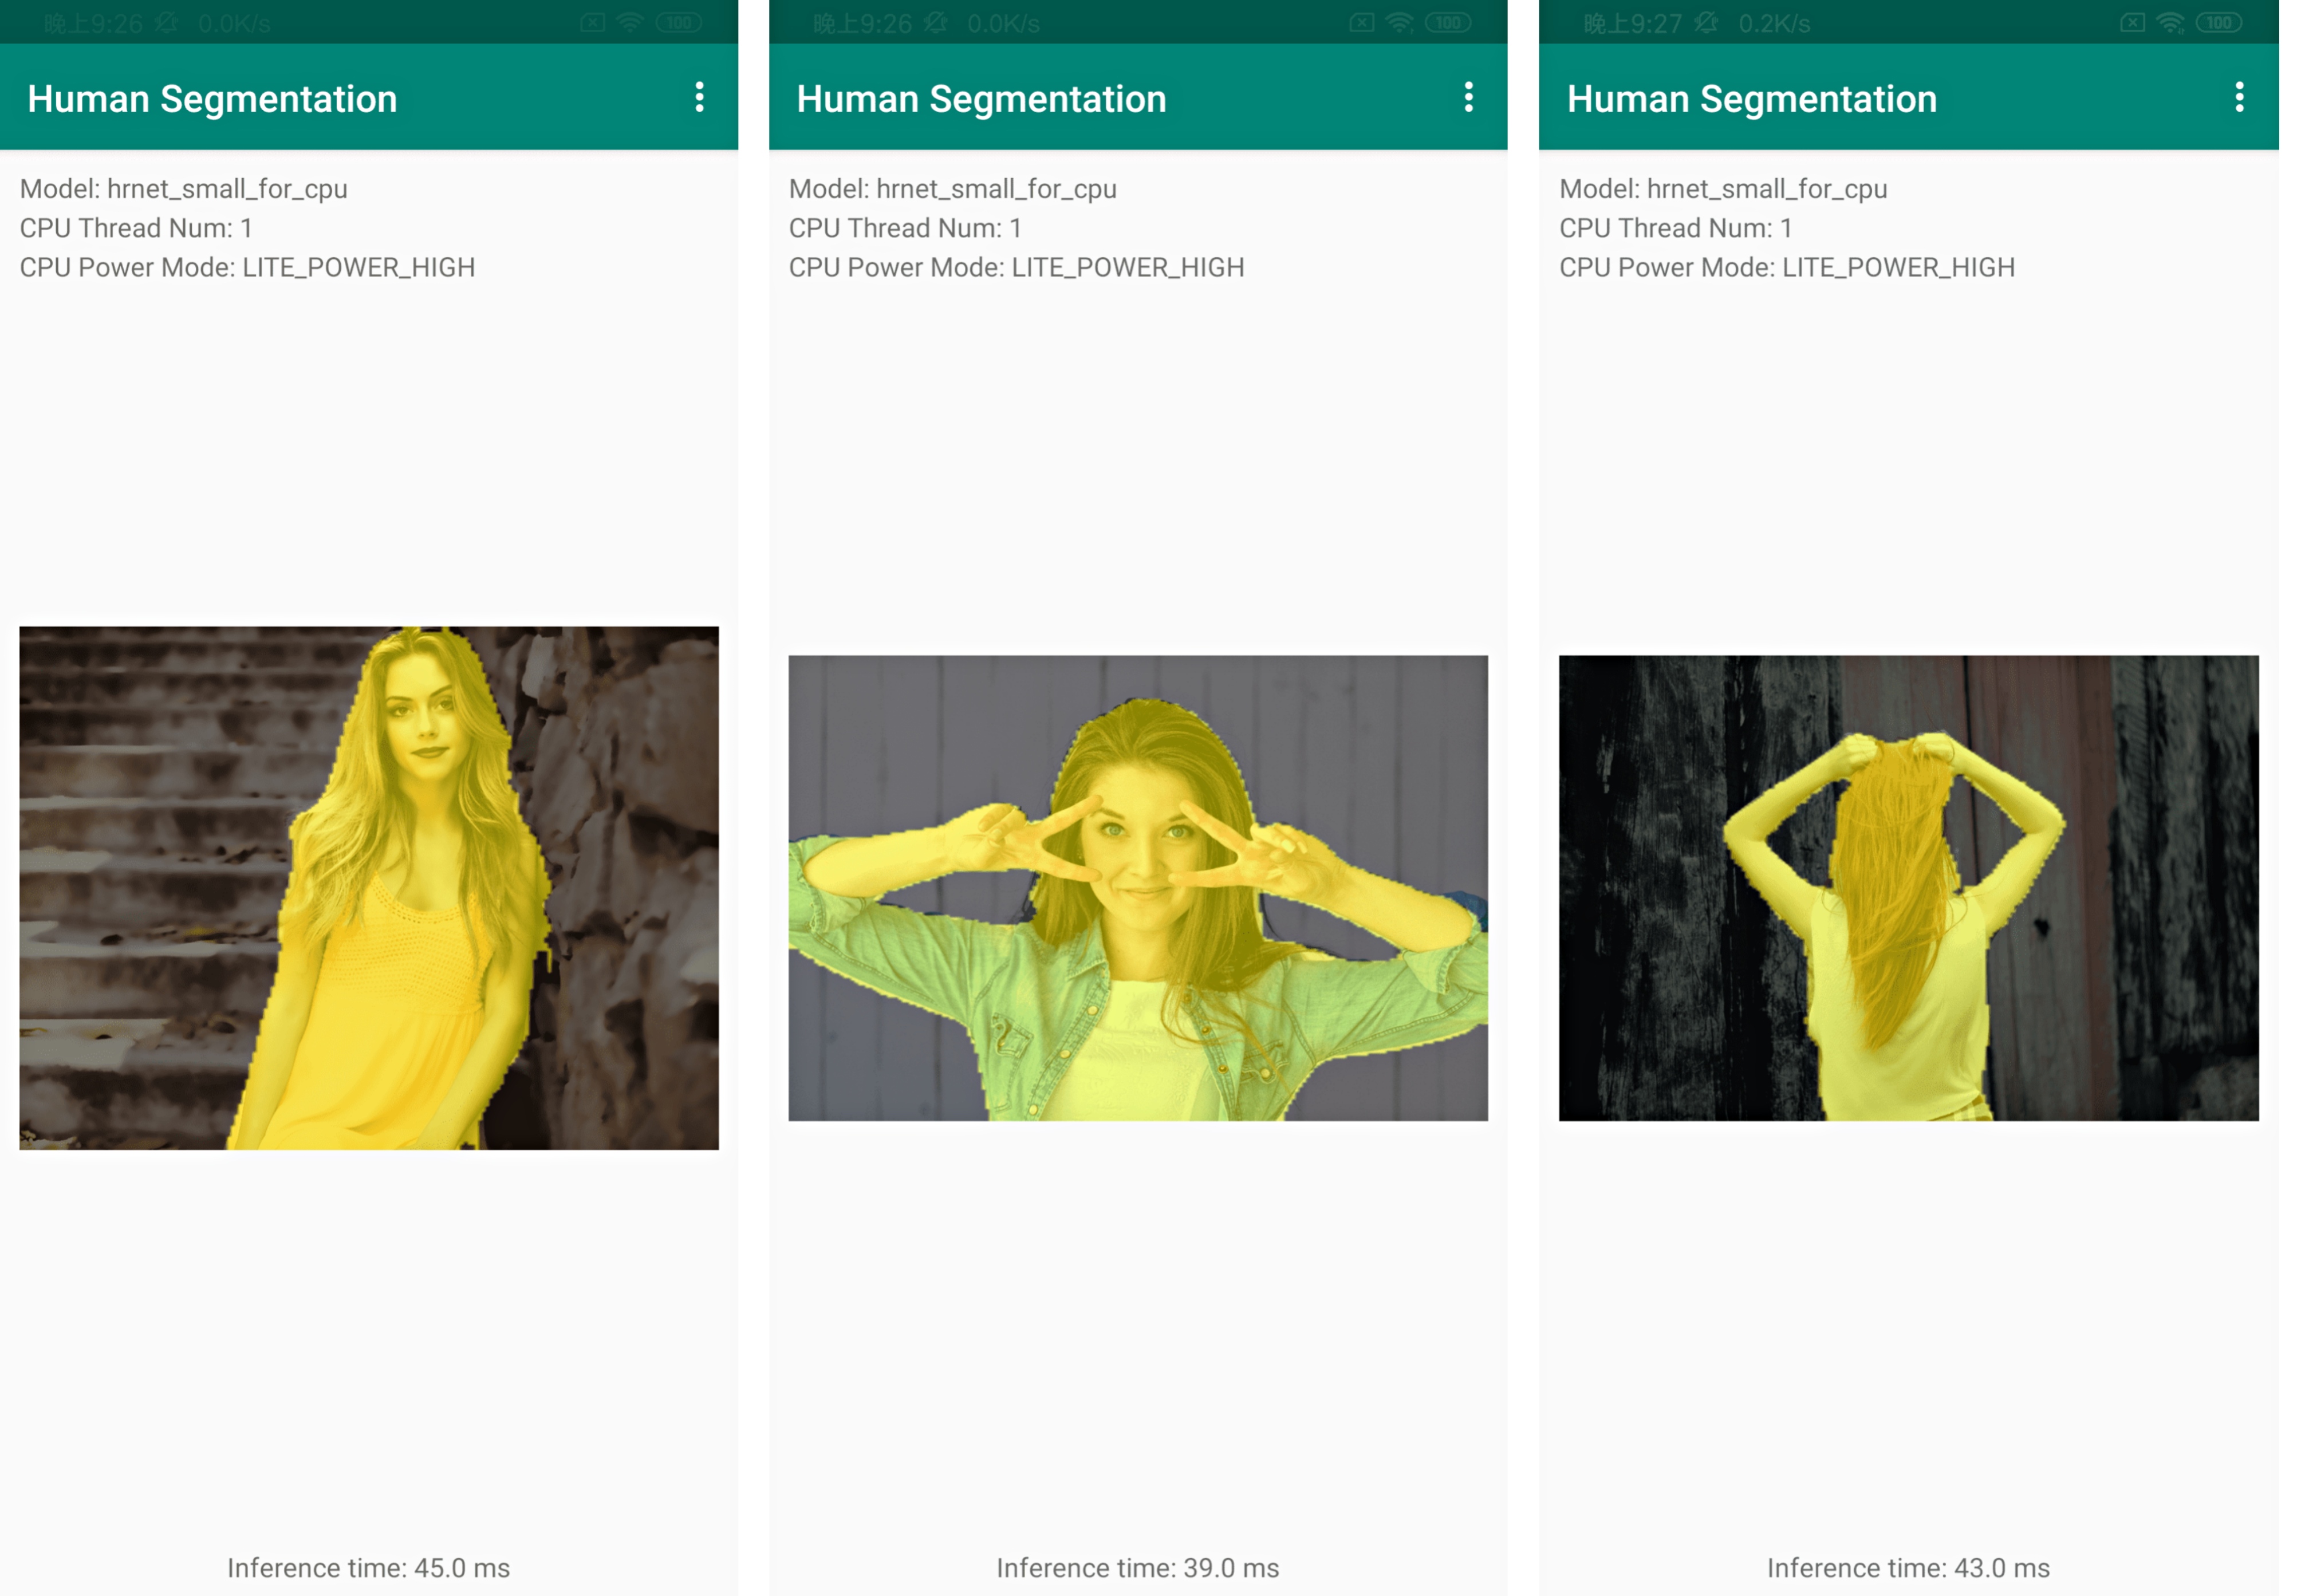 晚上9:26 0.0K/s 100
Human Segmentation
Model: hrnet_small_for_cpu
CPU Thread Num: 1
CPU Power Mode: LITE_POWER_HIGH
Inference time: 45.0 ms
晚上9:26 0.0K/s 100
Human Segmentation
Model: hrnet_small_for_cpu
CPU Thread Num: 1
CPU Power Mode: LITE_POWER_HIGH
Inference time: 39.0 ms
晚上9:27 0.2K/s 100
Human Segmentation
Model: hrnet_small_for_cpu
CPU Thread Num: 1
CPU Power Mode: LITE_POWER_HIGH
Inference time: 43.0 ms